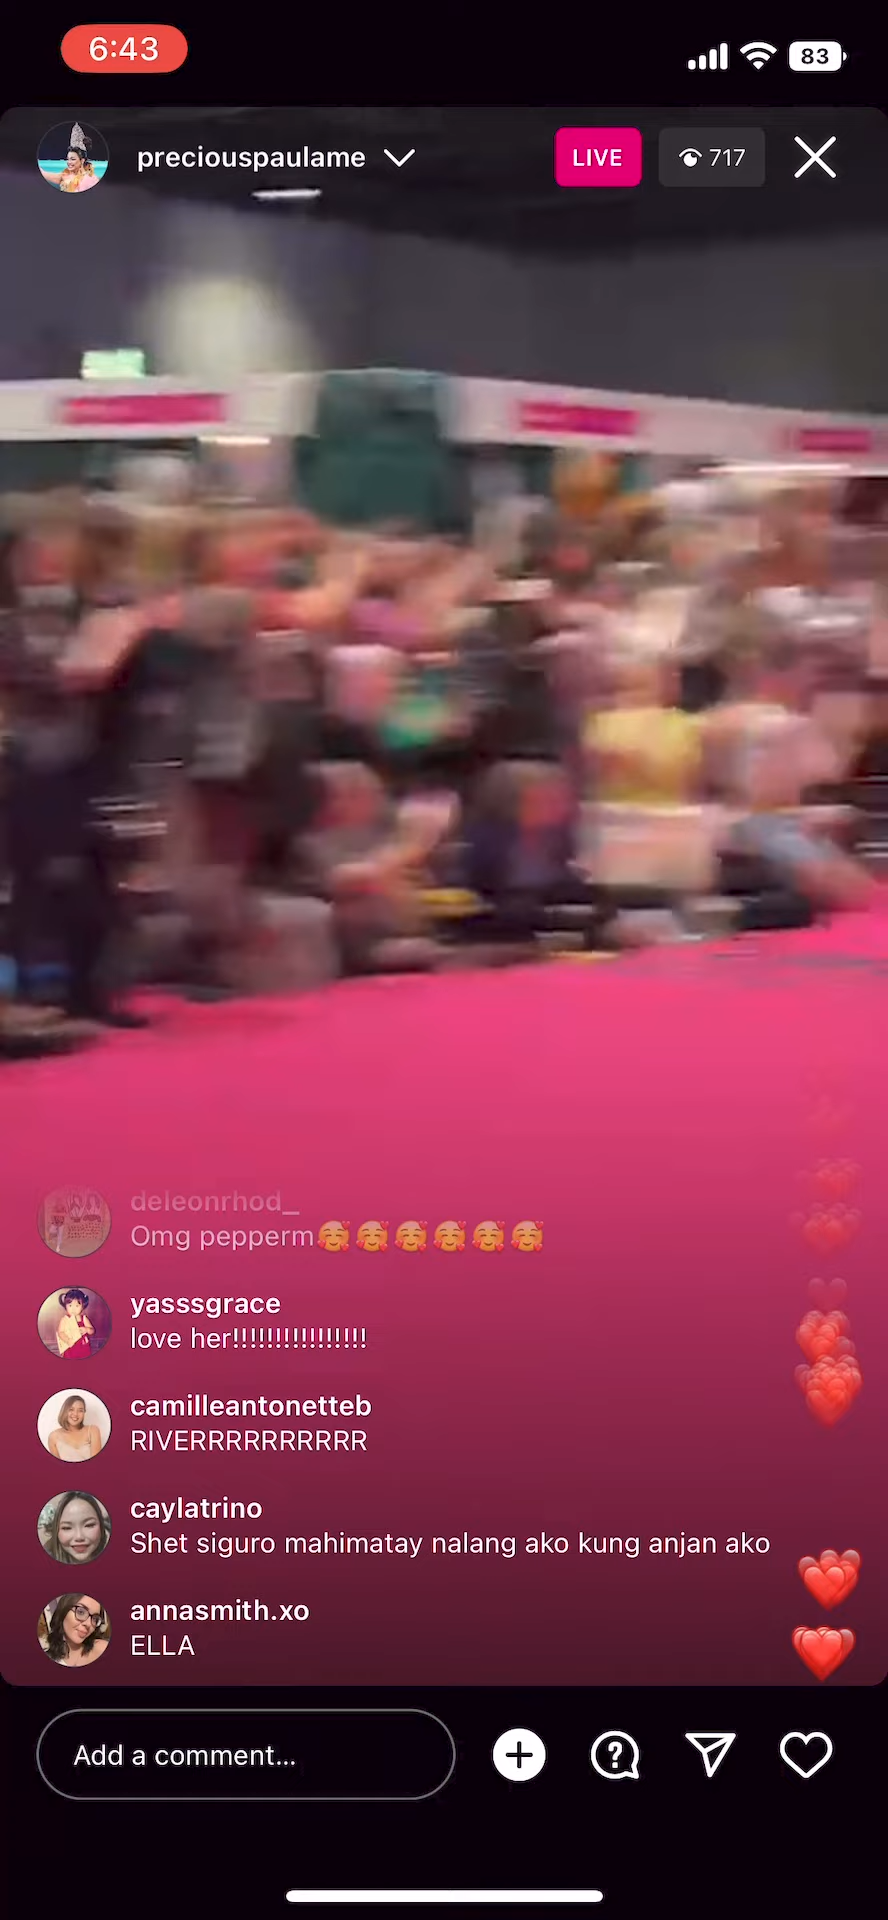 6:43
83
preciouspaulame
LIVE
717
deleonrhod_
Omg pepperm🥰🥰🥰🥰🥰🥰
yasssgrace
love her!!!!!!!!!!!!!!!!
camilleantonetteb
RIVERRRRRRRRRR
caylatrino
Shet siguro mahimatay nalang ako kung anjan ako
annasmith.xo
ELLA
Add a comment...